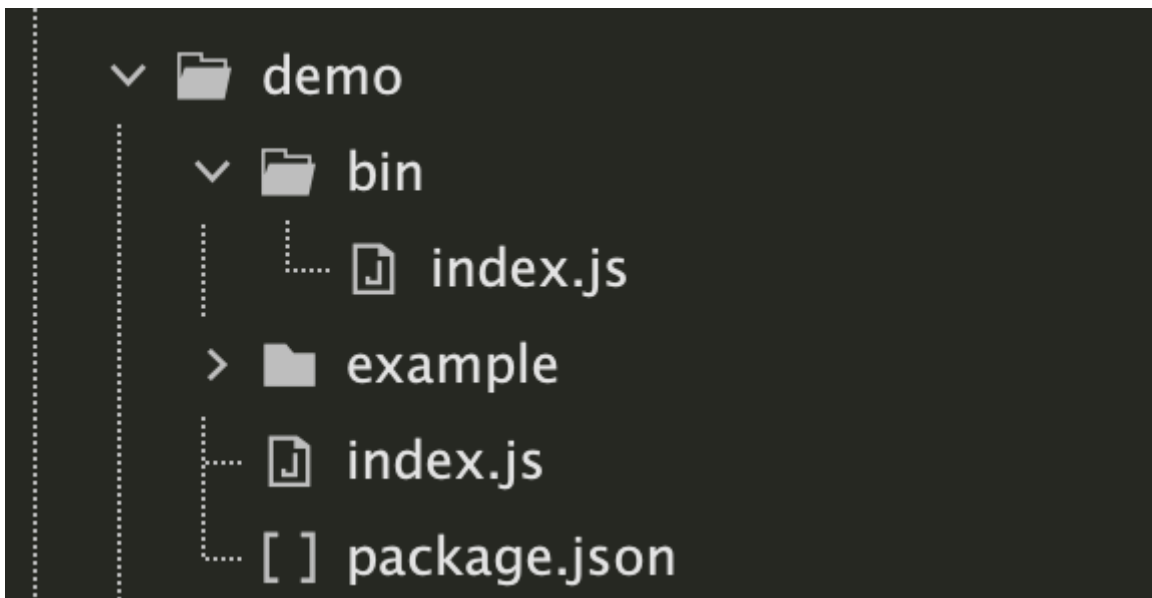 demo
bin
index.js
example
index.js
[ ] package.json